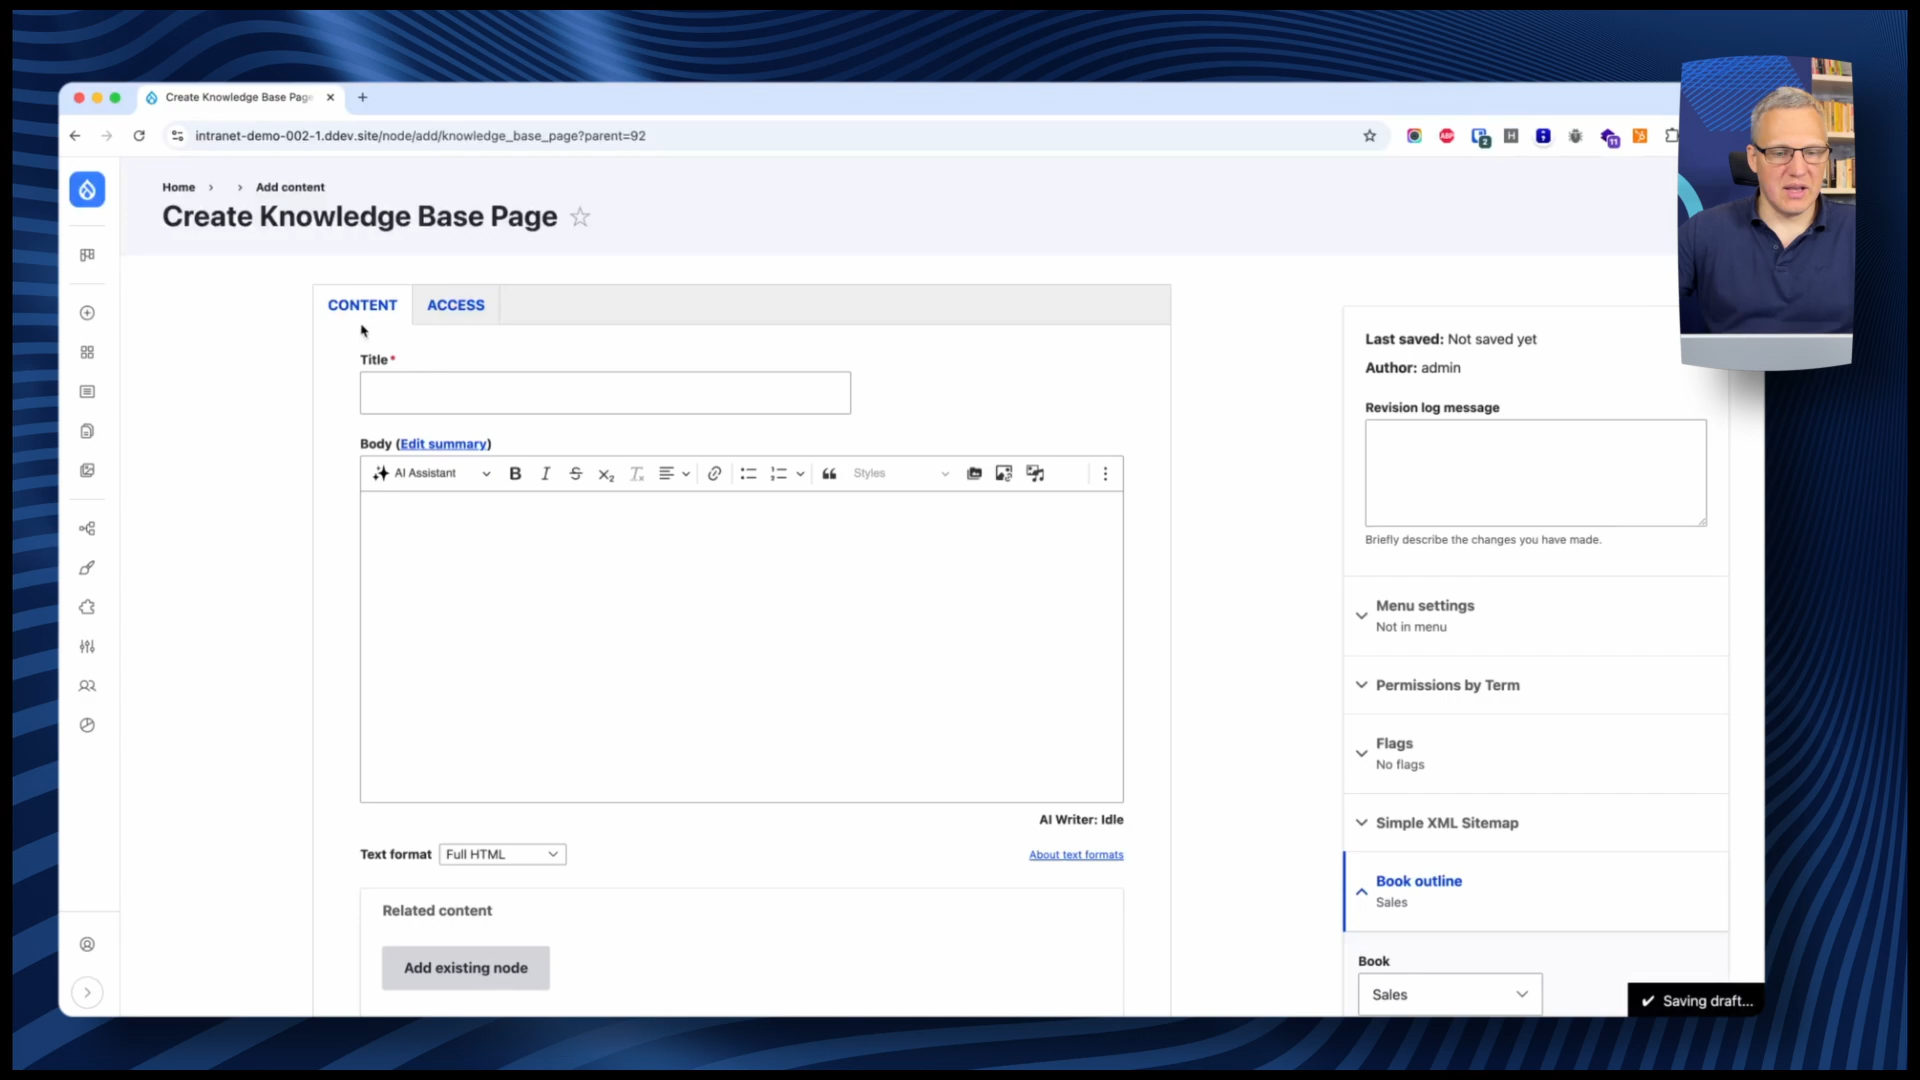 Create Knowledge Base Page
intranet-demo-002-1.ddev.site/node/add/knowledge_base_page?parent=92
ABP
2
H
11
Home > > Add content
Create Knowledge Base Page
CONTENT
ACCESS
Title*
Body (Edit summary)
AI Assistant
Styles
AI Writer: Idle
Text format
Full HTML
About text formats
Related content
Add existing node
Last saved: Not saved yet
Author: admin
Revision log message
Briefly describe the changes you have made.
Menu settings
Not in menu
Permissions by Term
Flags
No flags
Simple XML Sitemap
Book outline
Sales
Book
Sales
Saving draft...